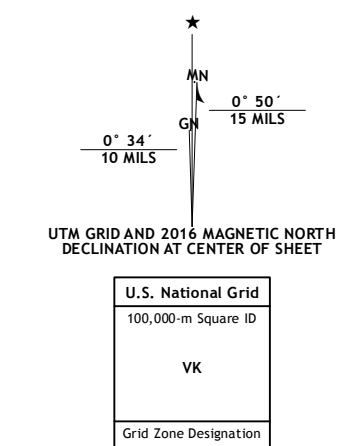 ★
MN
0° 50´
15 MILS
GN
0° 34´
10 MILS
UTM GRID AND 2016 MAGNETIC NORTH
DECLINATION AT CENTER OF SHEET
U.S. National Grid
100,000-m Square ID
VK
Grid Zone Designation